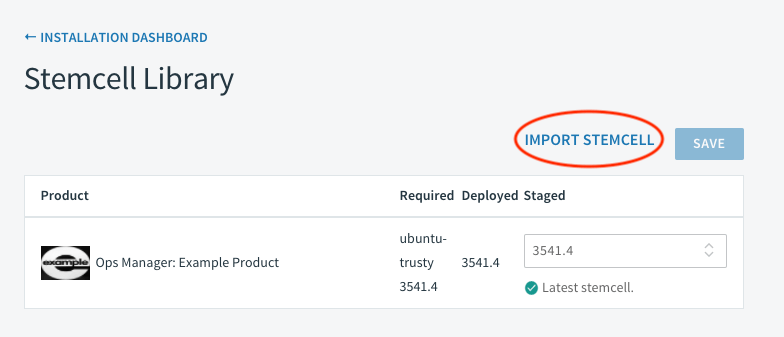 ← INSTALLATION DASHBOARD
Stemcell Library
IMPORT STEMCELL SAVE
Product Required Deployed Staged
example Ops Manager: Example Product ubuntu-
trusty
3541.4 3541.4 3541.4
Latest stemcell.